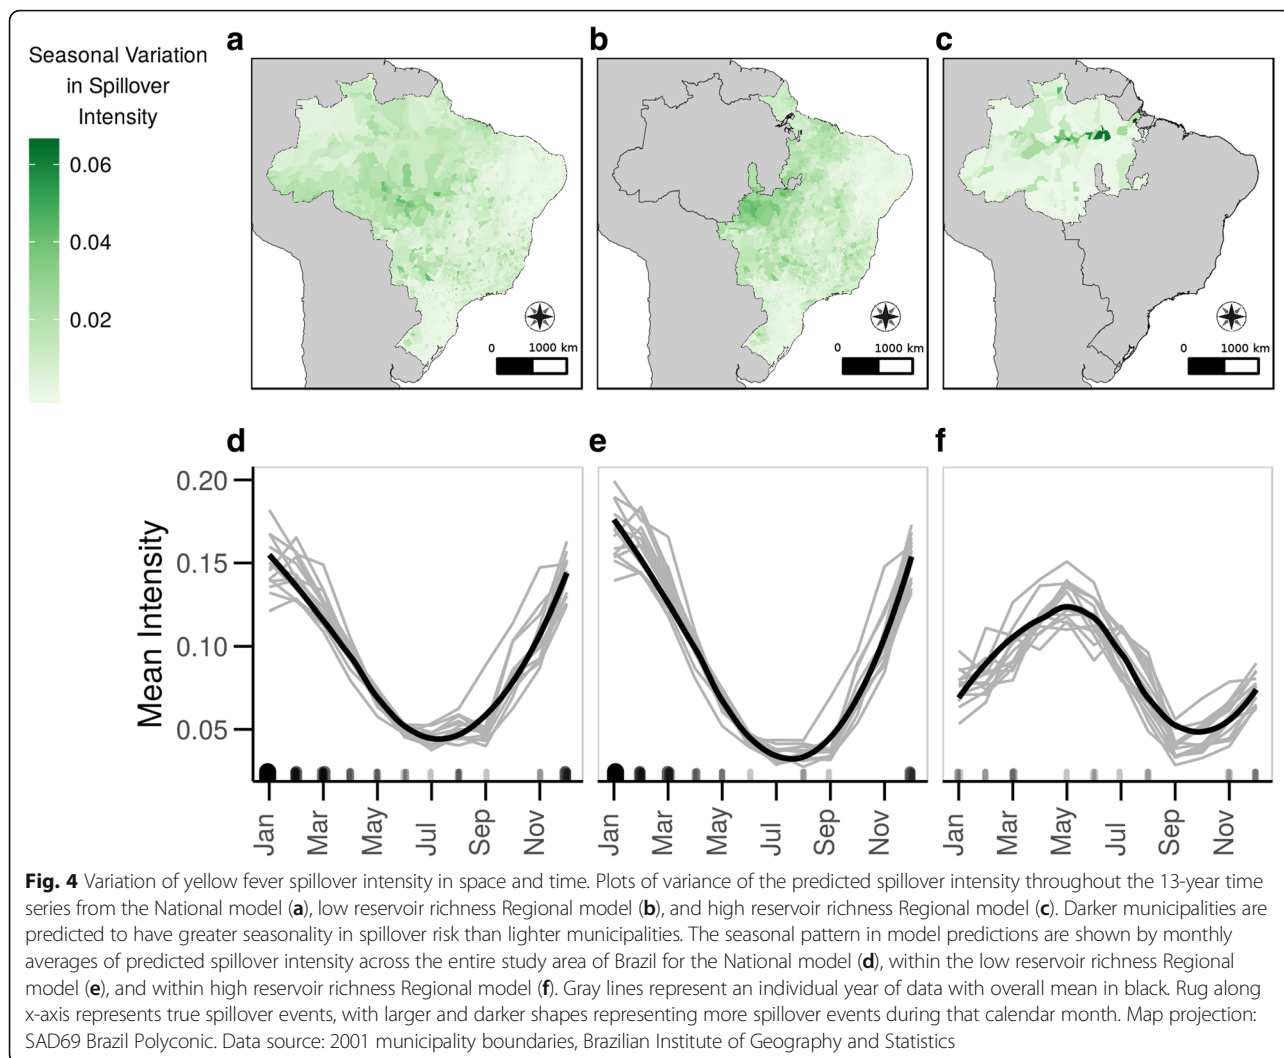 a
b
c
Seasonal Variation
in Spillover
Intensity
0.06
0.04
0.02
0 1000 km
0 1000 km
0 1000 km
d
e
f
Mean Intensity
0.20
0.15
0.10
0.05
Jan Mar May Jul Sep Nov
Jan Mar May Jul Sep Nov
Jan Mar May Jul Sep Nov
Fig. 4 Variation of yellow fever spillover intensity in space and time. Plots of variance of the predicted spillover intensity throughout the 13-year time
series from the National model (a), low reservoir richness Regional model (b), and high reservoir richness Regional model (c). Darker municipalities are
predicted to have greater seasonality in spillover risk than lighter municipalities. The seasonal pattern in model predictions are shown by monthly
averages of predicted spillover intensity across the entire study area of Brazil for the National model (d), within the low reservoir richness Regional
model (e), and within high reservoir richness Regional model (f). Gray lines represent an individual year of data with overall mean in black. Rug along
x-axis represents true spillover events, with larger and darker shapes representing more spillover events during that calendar month. Map projection:
SAD69 Brazil Polyconic. Data source: 2001 municipality boundaries, Brazilian Institute of Geography and Statistics